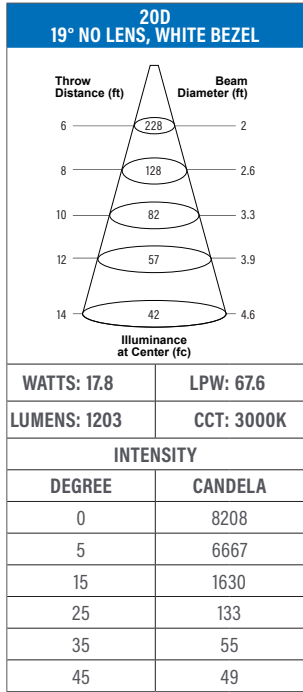 20D
19° NO LENS, WHITE BEZEL
Throw Distance (ft)
Beam Diameter (ft)
6 228 2
8 128 2.6
10 82 3.3
12 57 3.9
14 42 4.6
Illuminance
at Center (fc)
WATTS: 17.8 LPW: 67.6
LUMENS: 1203 CCT: 3000K
INTENSITY
DEGREE CANDELA
0 8208
5 6667
15 1630
25 133
35 55
45 49